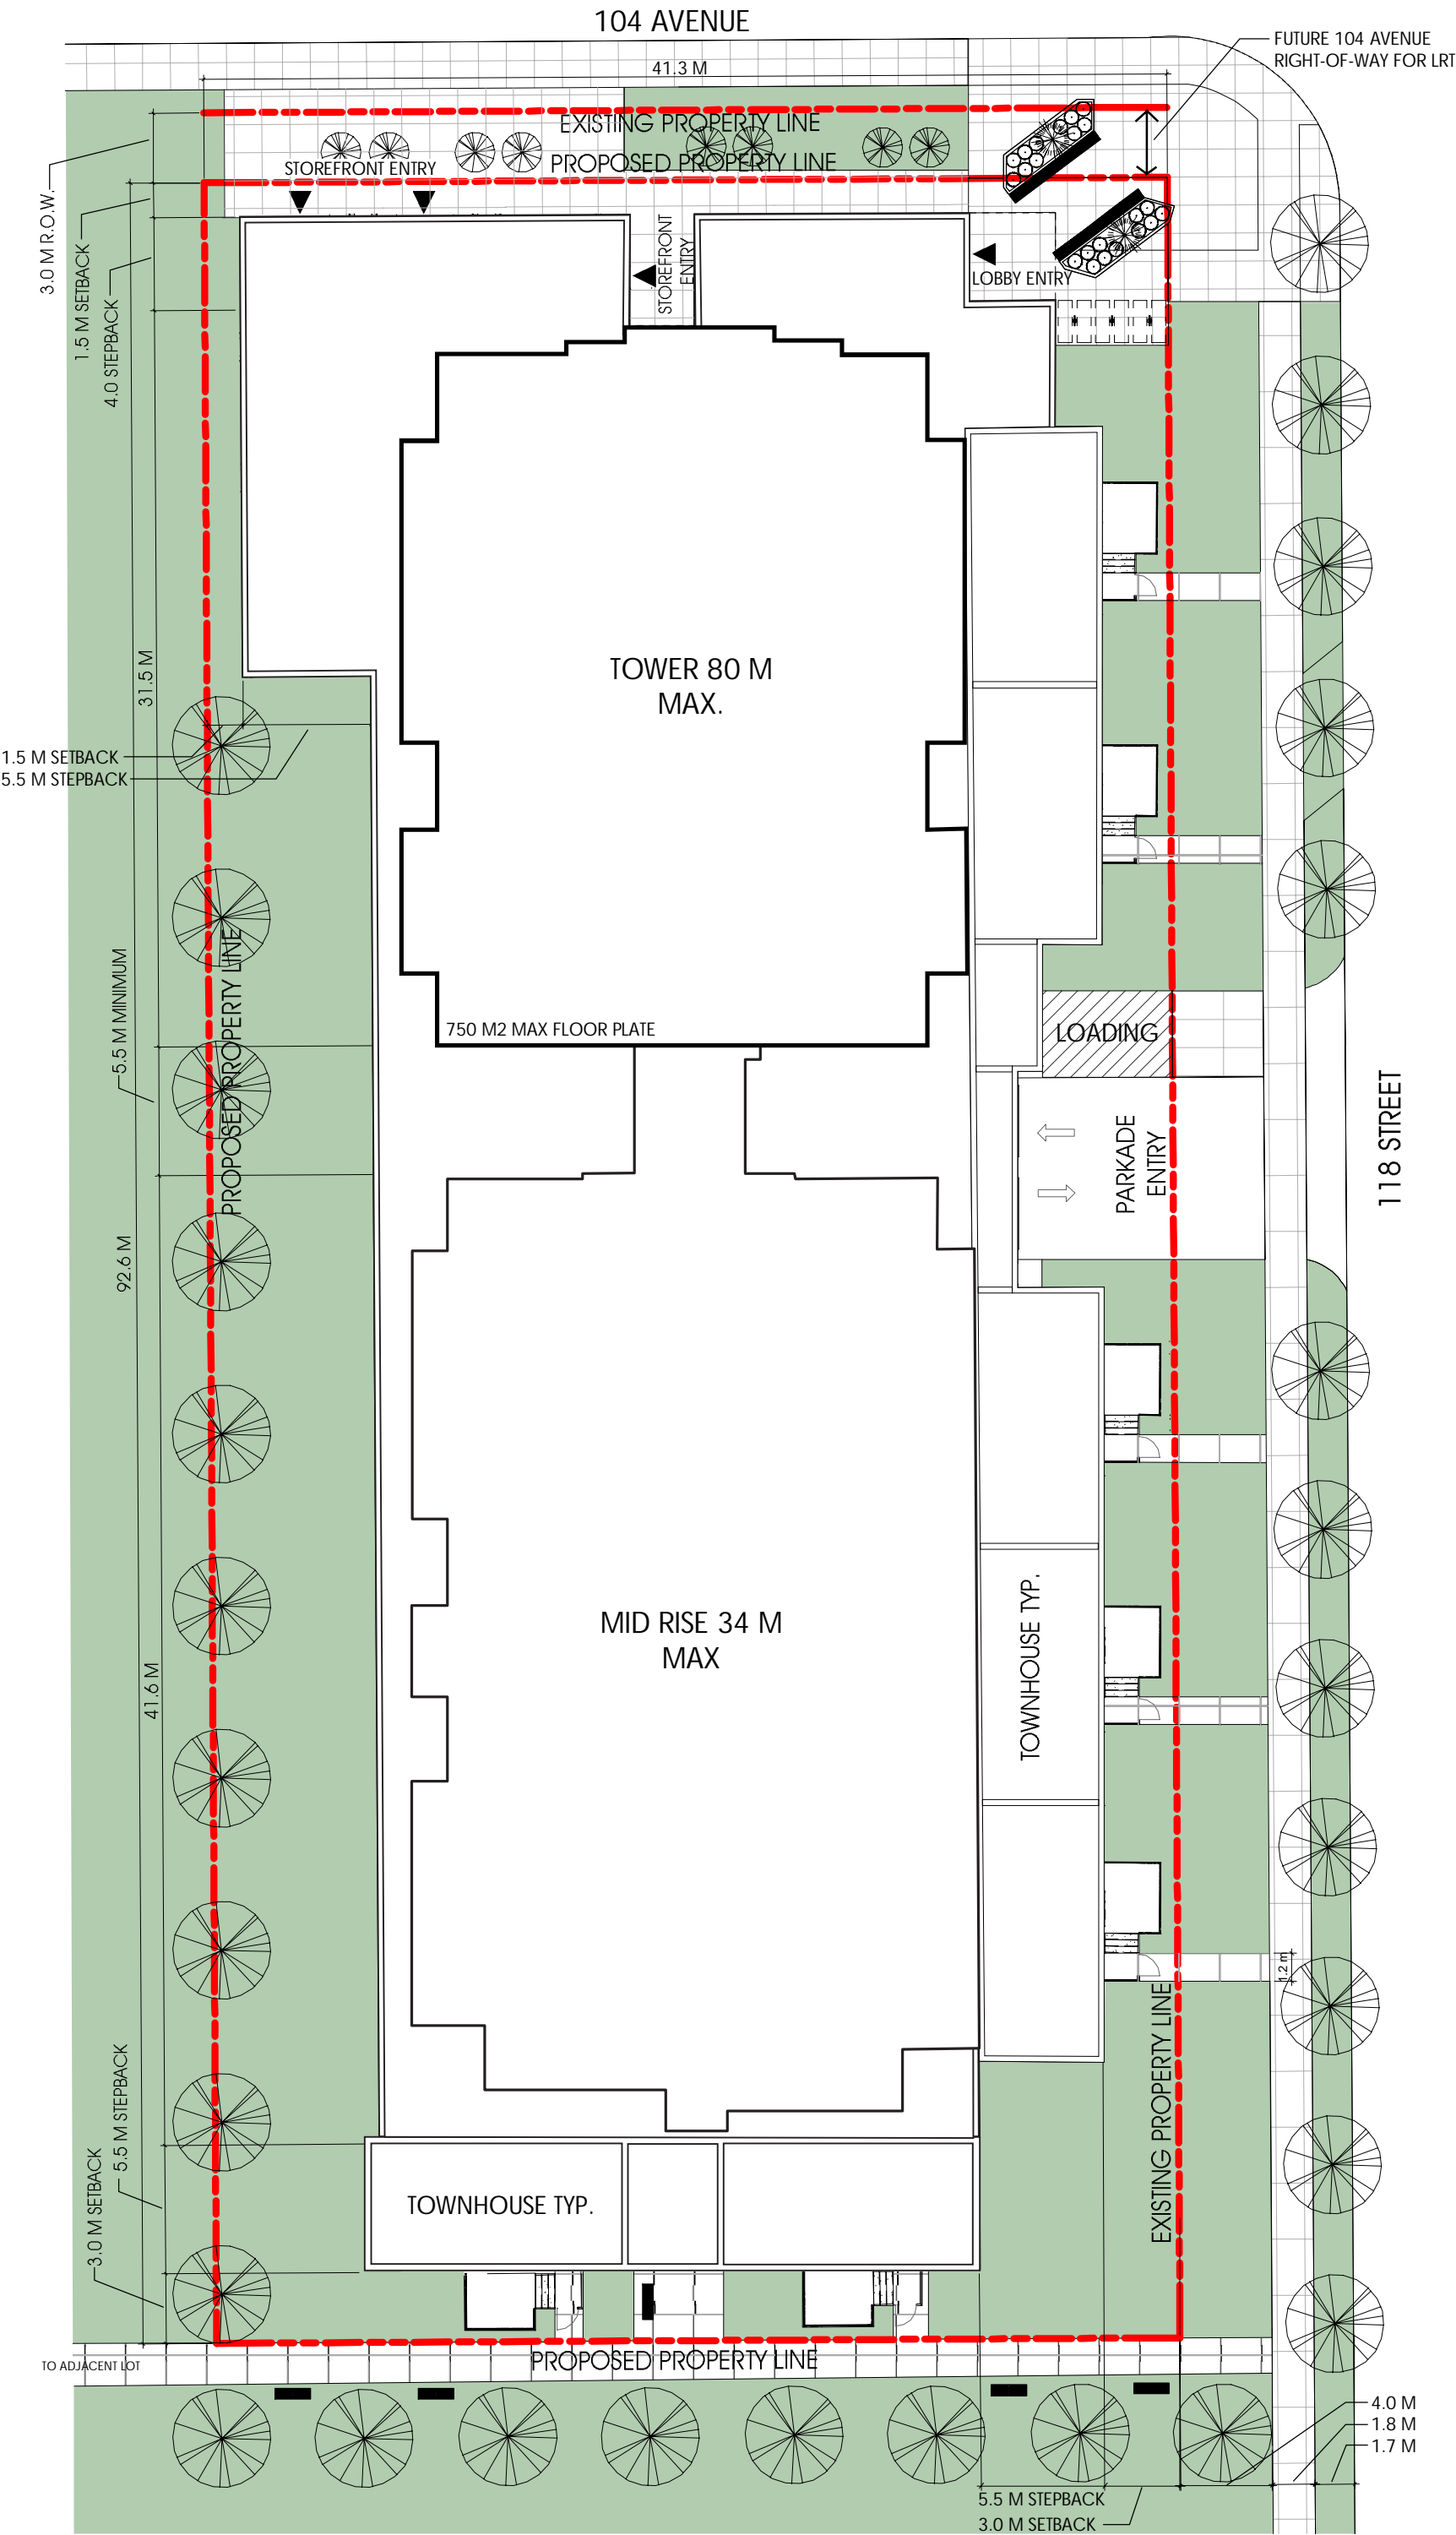 104 AVENUE
FUTURE 104 AVENUE
RIGHT-OF-WAY FOR LRT
41.3 M
EXISTING PROPERTY LINE
STOREFRONT ENTRY
PROPOSED PROPERTY LINE
3.0 M R.O.W.
1.5 M SETBACK
4.0 STEPBACK
STOREFRONT
ENTRY
LOBBY ENTRY
TOWER 80 M
MAX.
31.5 M
1.5 M SETBACK
5.5 M STEPBACK
PROPOSED PROPERTY LINE
5.5 M MINIMUM
750 M2 MAX FLOOR PLATE
LOADING
PARKADE
ENTRY
118 STREET
92.6 M
MID RISE 34 M
MAX
TOWNHOUSE TYP.
41.6 M
1.2 m
EXISTING PROPERTY LINE
5.5 M STEPBACK
3.0 M SETBACK
TOWNHOUSE TYP.
TO ADJACENT LOT
PROPOSED PROPERTY LINE
4.0 M
1.8 M
1.7 M
5.5 M STEPBACK
3.0 M SETBACK